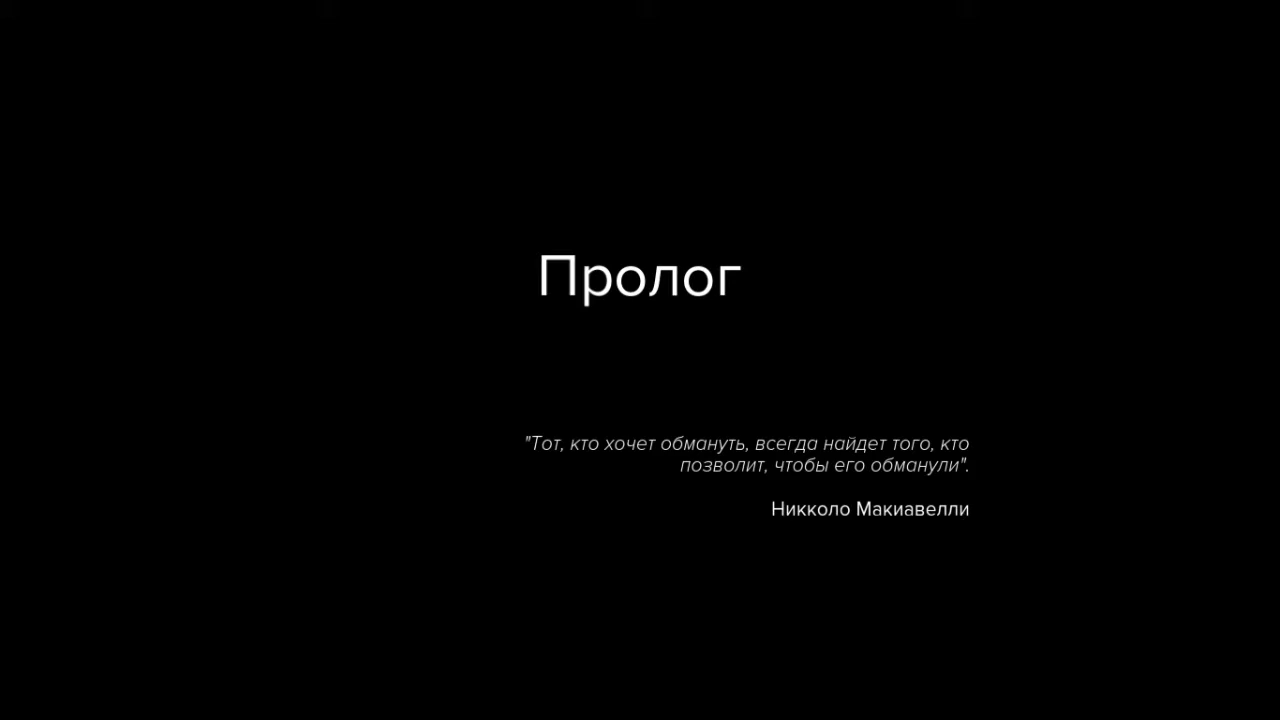 Пролог
"Тот, кто хочет обмануть, всегда найдет того, кто
позволит, чтобы его обманули".
Никколо Макиавелли